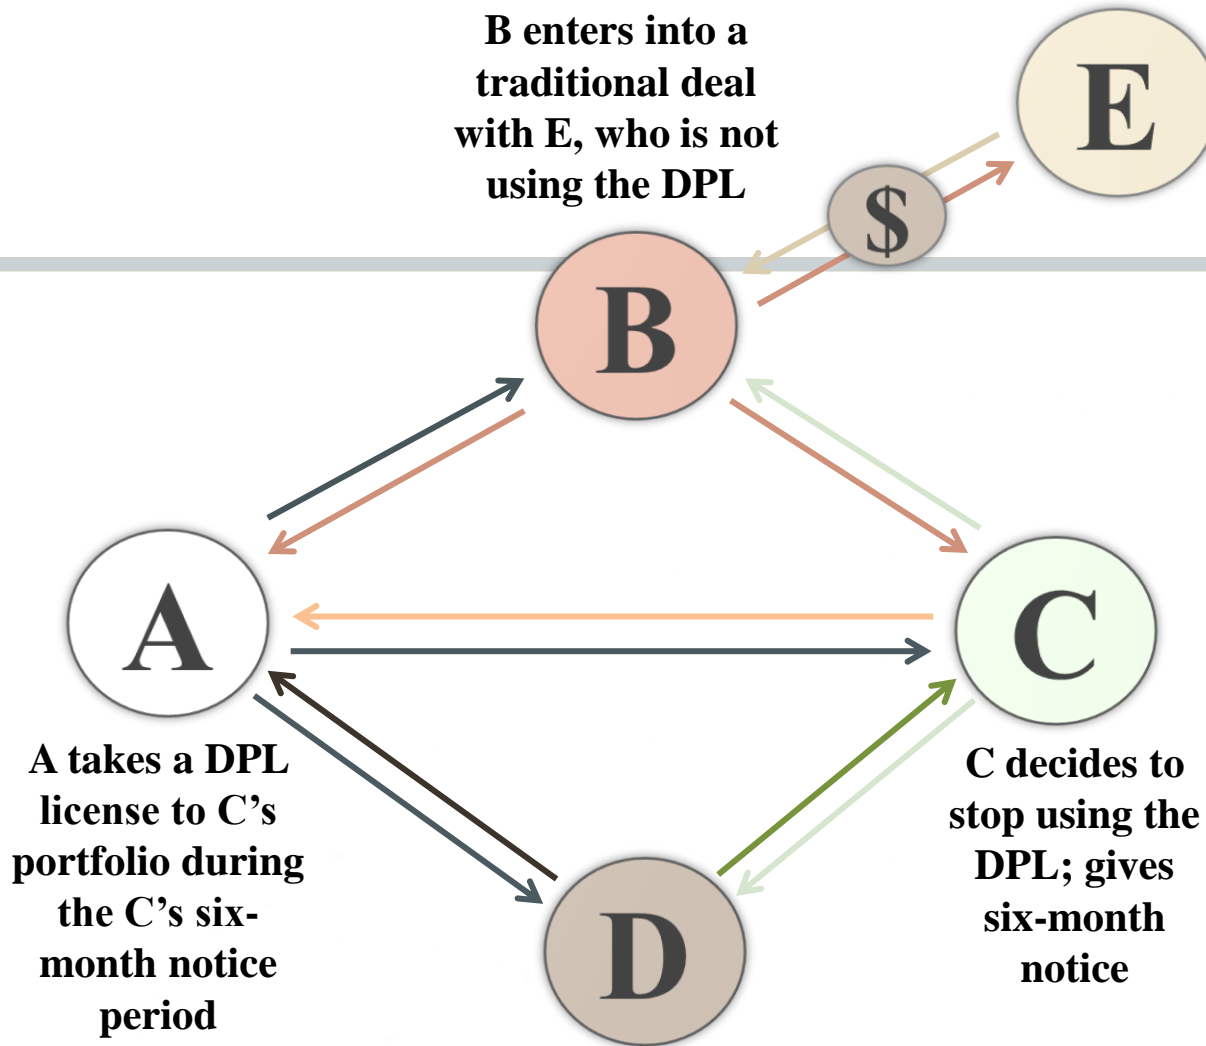 B enters into a
traditional deal
with E, who is not
using the DPL
E
$
B
A
C
A takes a DPL
license to C’s
portfolio during
the C’s six-
month notice
period
C decides to
stop using the
DPL; gives
six-month
notice
D